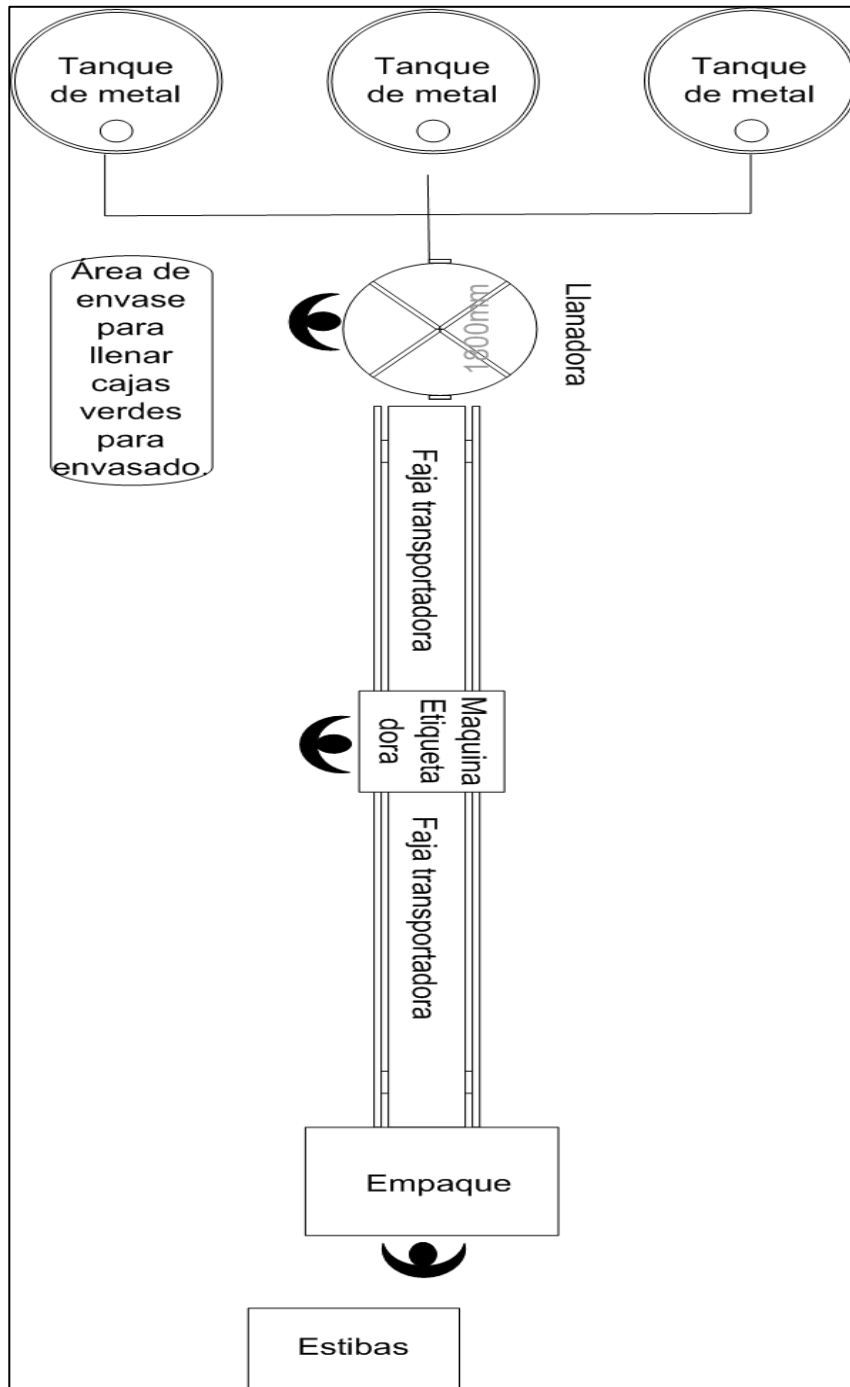 Tanque
de metal
Tanque
de metal
Tanque
de metal
Área de
envase
para
llenar
cajas
verdes
para
envasado.
1800mm
Llanadora
Faja transportadora
Maquina
Etiqueta
dora
Faja transportadora
Empaque
Estibas